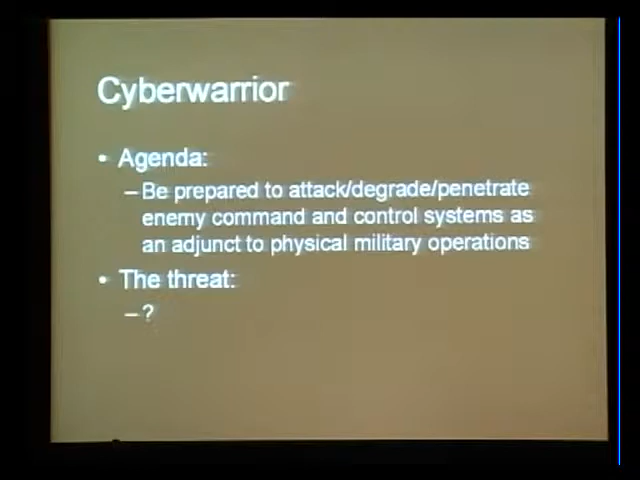 Cyberwarrior
• Agenda:
–Be prepared to attack/degrade/penetrate
enemy command and control systems as
an adjunct to physical military operations
• The threat:
–?